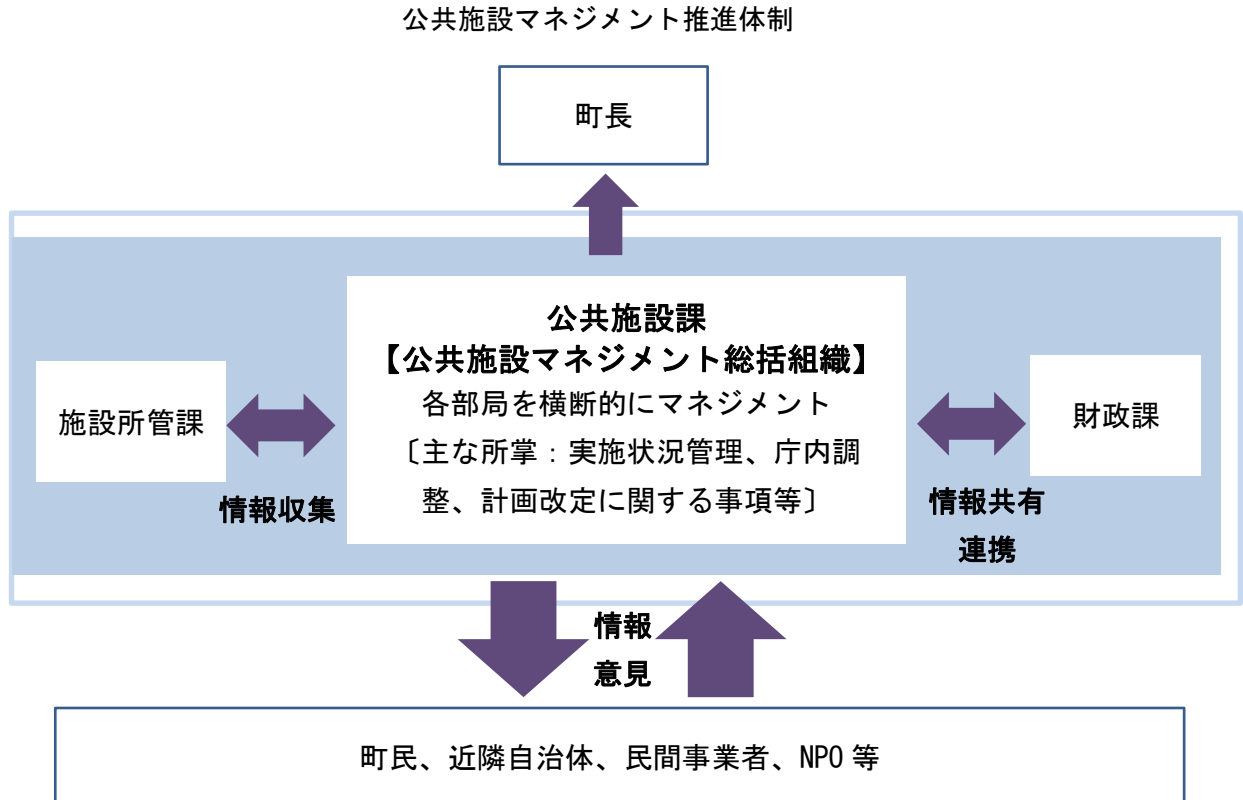 公共施設マネジメント推進体制
町長
公共施設課
【公共施設マネジメント総括組織】
各部局を横断的にマネジメント
〔主な所掌：実施状況管理、庁内調
整、計画改定に関する事項等〕
施設所管課
情報収集
財政課
情報共有
連携
情報
意見
町民、近隣自治体、民間事業者、NPO 等